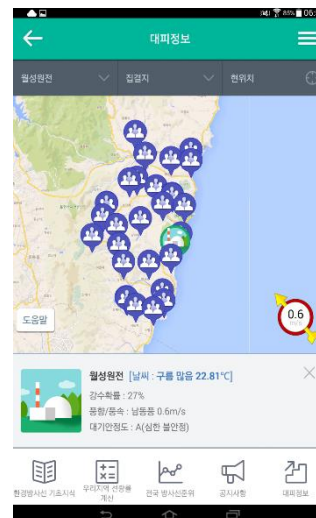 85% 06:
대피정보
월성원전 집결지 현위치
도움말
0.6
m/s
월성원전 [날씨 : 구름 많음 22.81°C]
강수확률 : 27%
풍향/풍속 : 남동풍 0.6m/s
대기안정도 : A(심한 불안정)
환경방사선 기초지식 우리지역 선량률 계산 전국 방사선준위 공지사항 대피정보